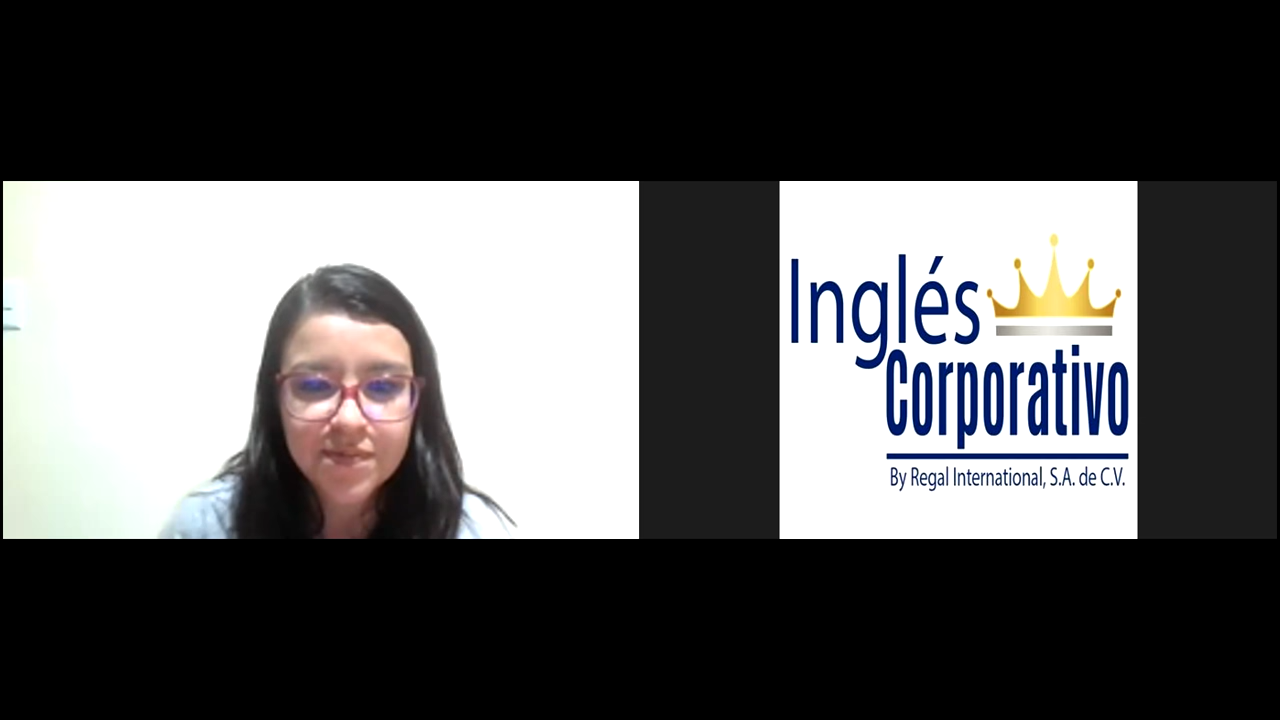 Inglés
Corporativo
By Regal International, S.A. de C.V.